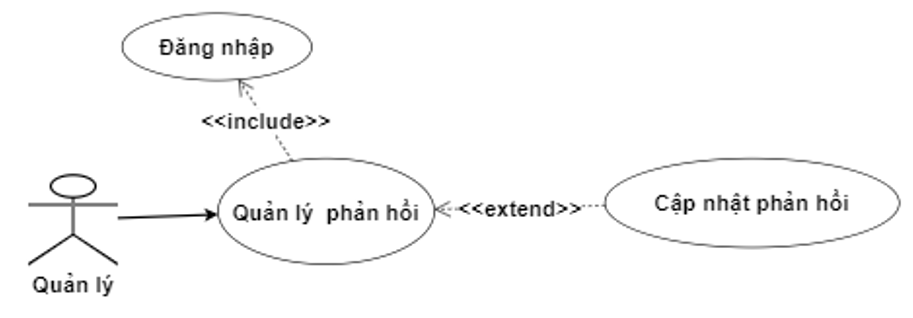 Đăng nhập
<<include>>
Quản lý phản hồi
<<extend>>
Cập nhật phản hồi
Quản lý